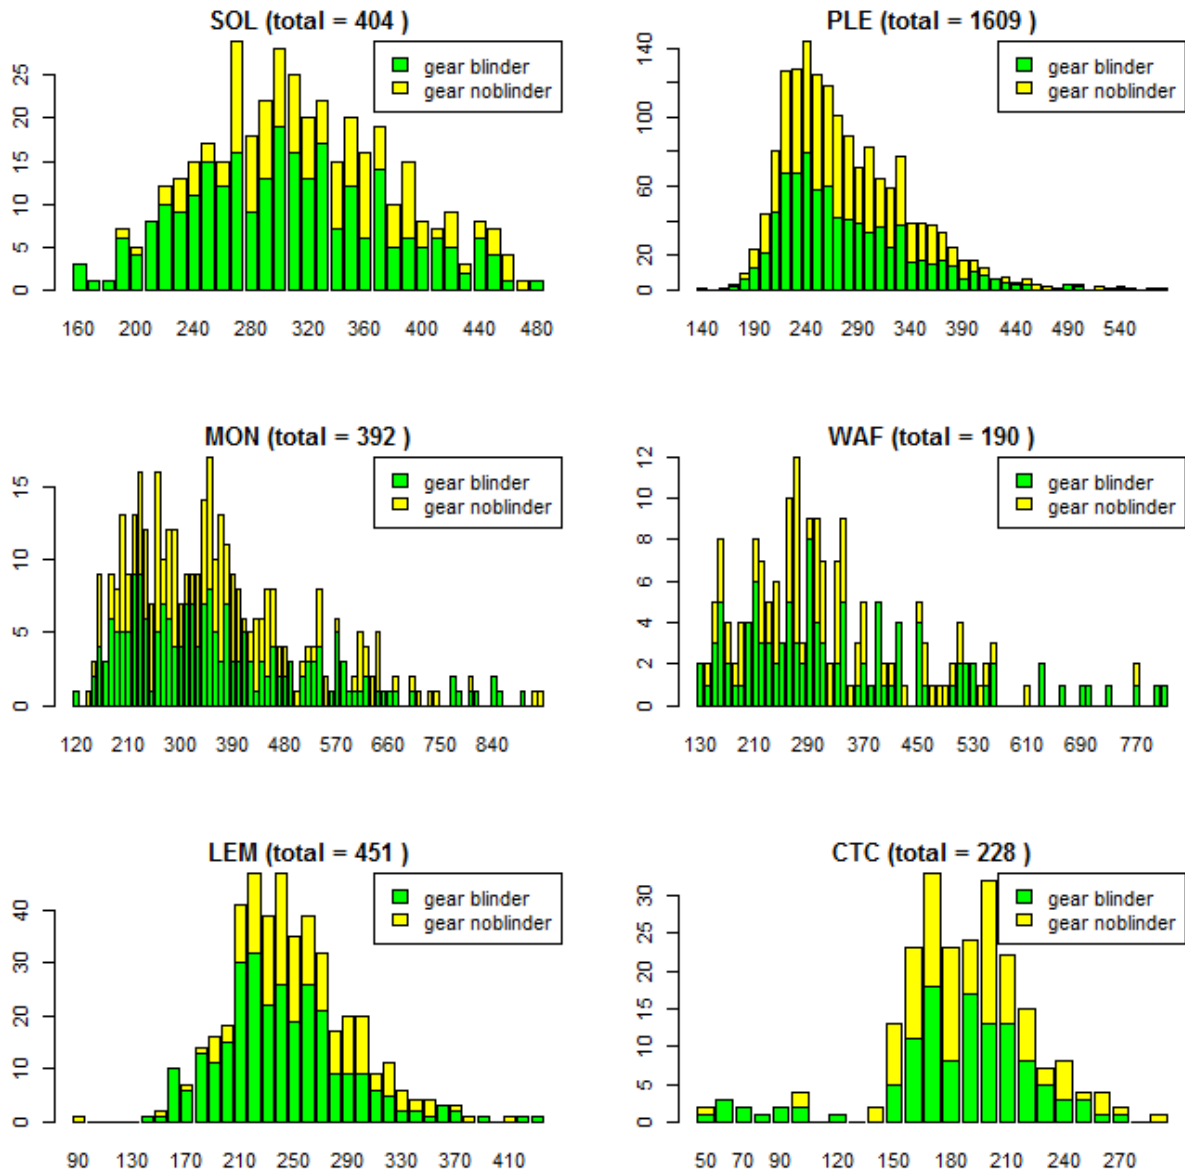 SOL (total = 404 )
gear blinder
gear noblinder
0 5 10 15 20 25
160 200 240 280 320 360 400 440 480
PLE (total = 1609 )
gear blinder
gear noblinder
0 20 60 100 140
140 190 240 290 340 390 440 490 540
MON (total = 392 )
gear blinder
gear noblinder
0 5 10 15
120 210 300 390 480 570 660 750 840
WAF (total = 190 )
gear blinder
gear noblinder
0 2 4 6 8 10 12
130 210 290 370 450 530 610 690 770
LEM (total = 451 )
gear blinder
gear noblinder
0 10 20 30 40
90 130 170 210 250 290 330 370 410
CTC (total = 228 )
gear blinder
gear noblinder
0 5 10 15 20 25 30
50 70 90 120 150 180 210 240 270